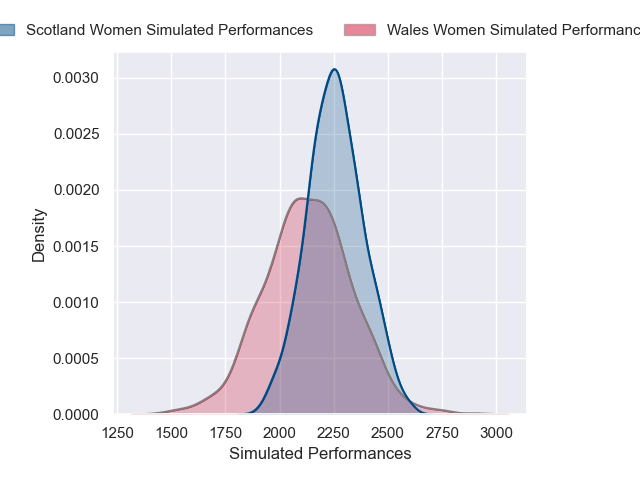 Scotland Women Simulated Performances
Wales Women Simulated Performanc
0.0030
0.0025
0.0020
0.0015
0.0010
0.0005
0.0000
Density
1250 1500 1750 2000 2250 2500 2750 3000
Simulated Performances